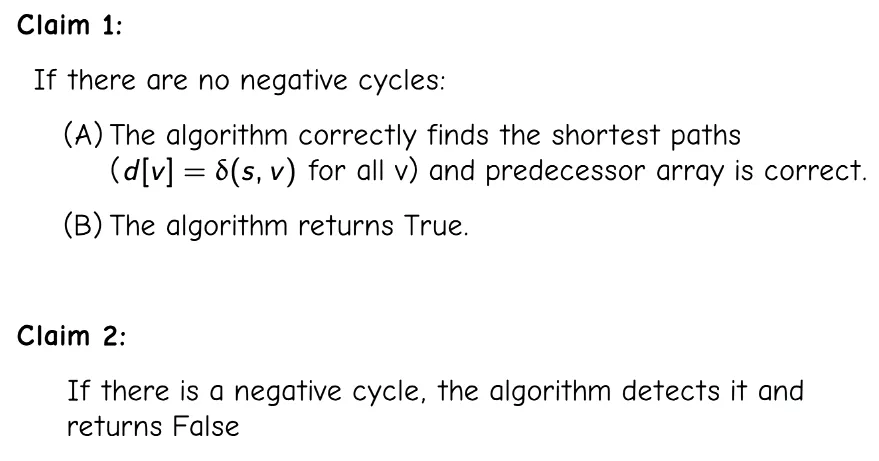 Claim 1:
If there are no negative cycles:
(A) The algorithm correctly finds the shortest paths
(d[v] = δ(s, v) for all v) and predecessor array is correct.
(B) The algorithm returns True.
Claim 2:
If there is a negative cycle, the algorithm detects it and
returns False